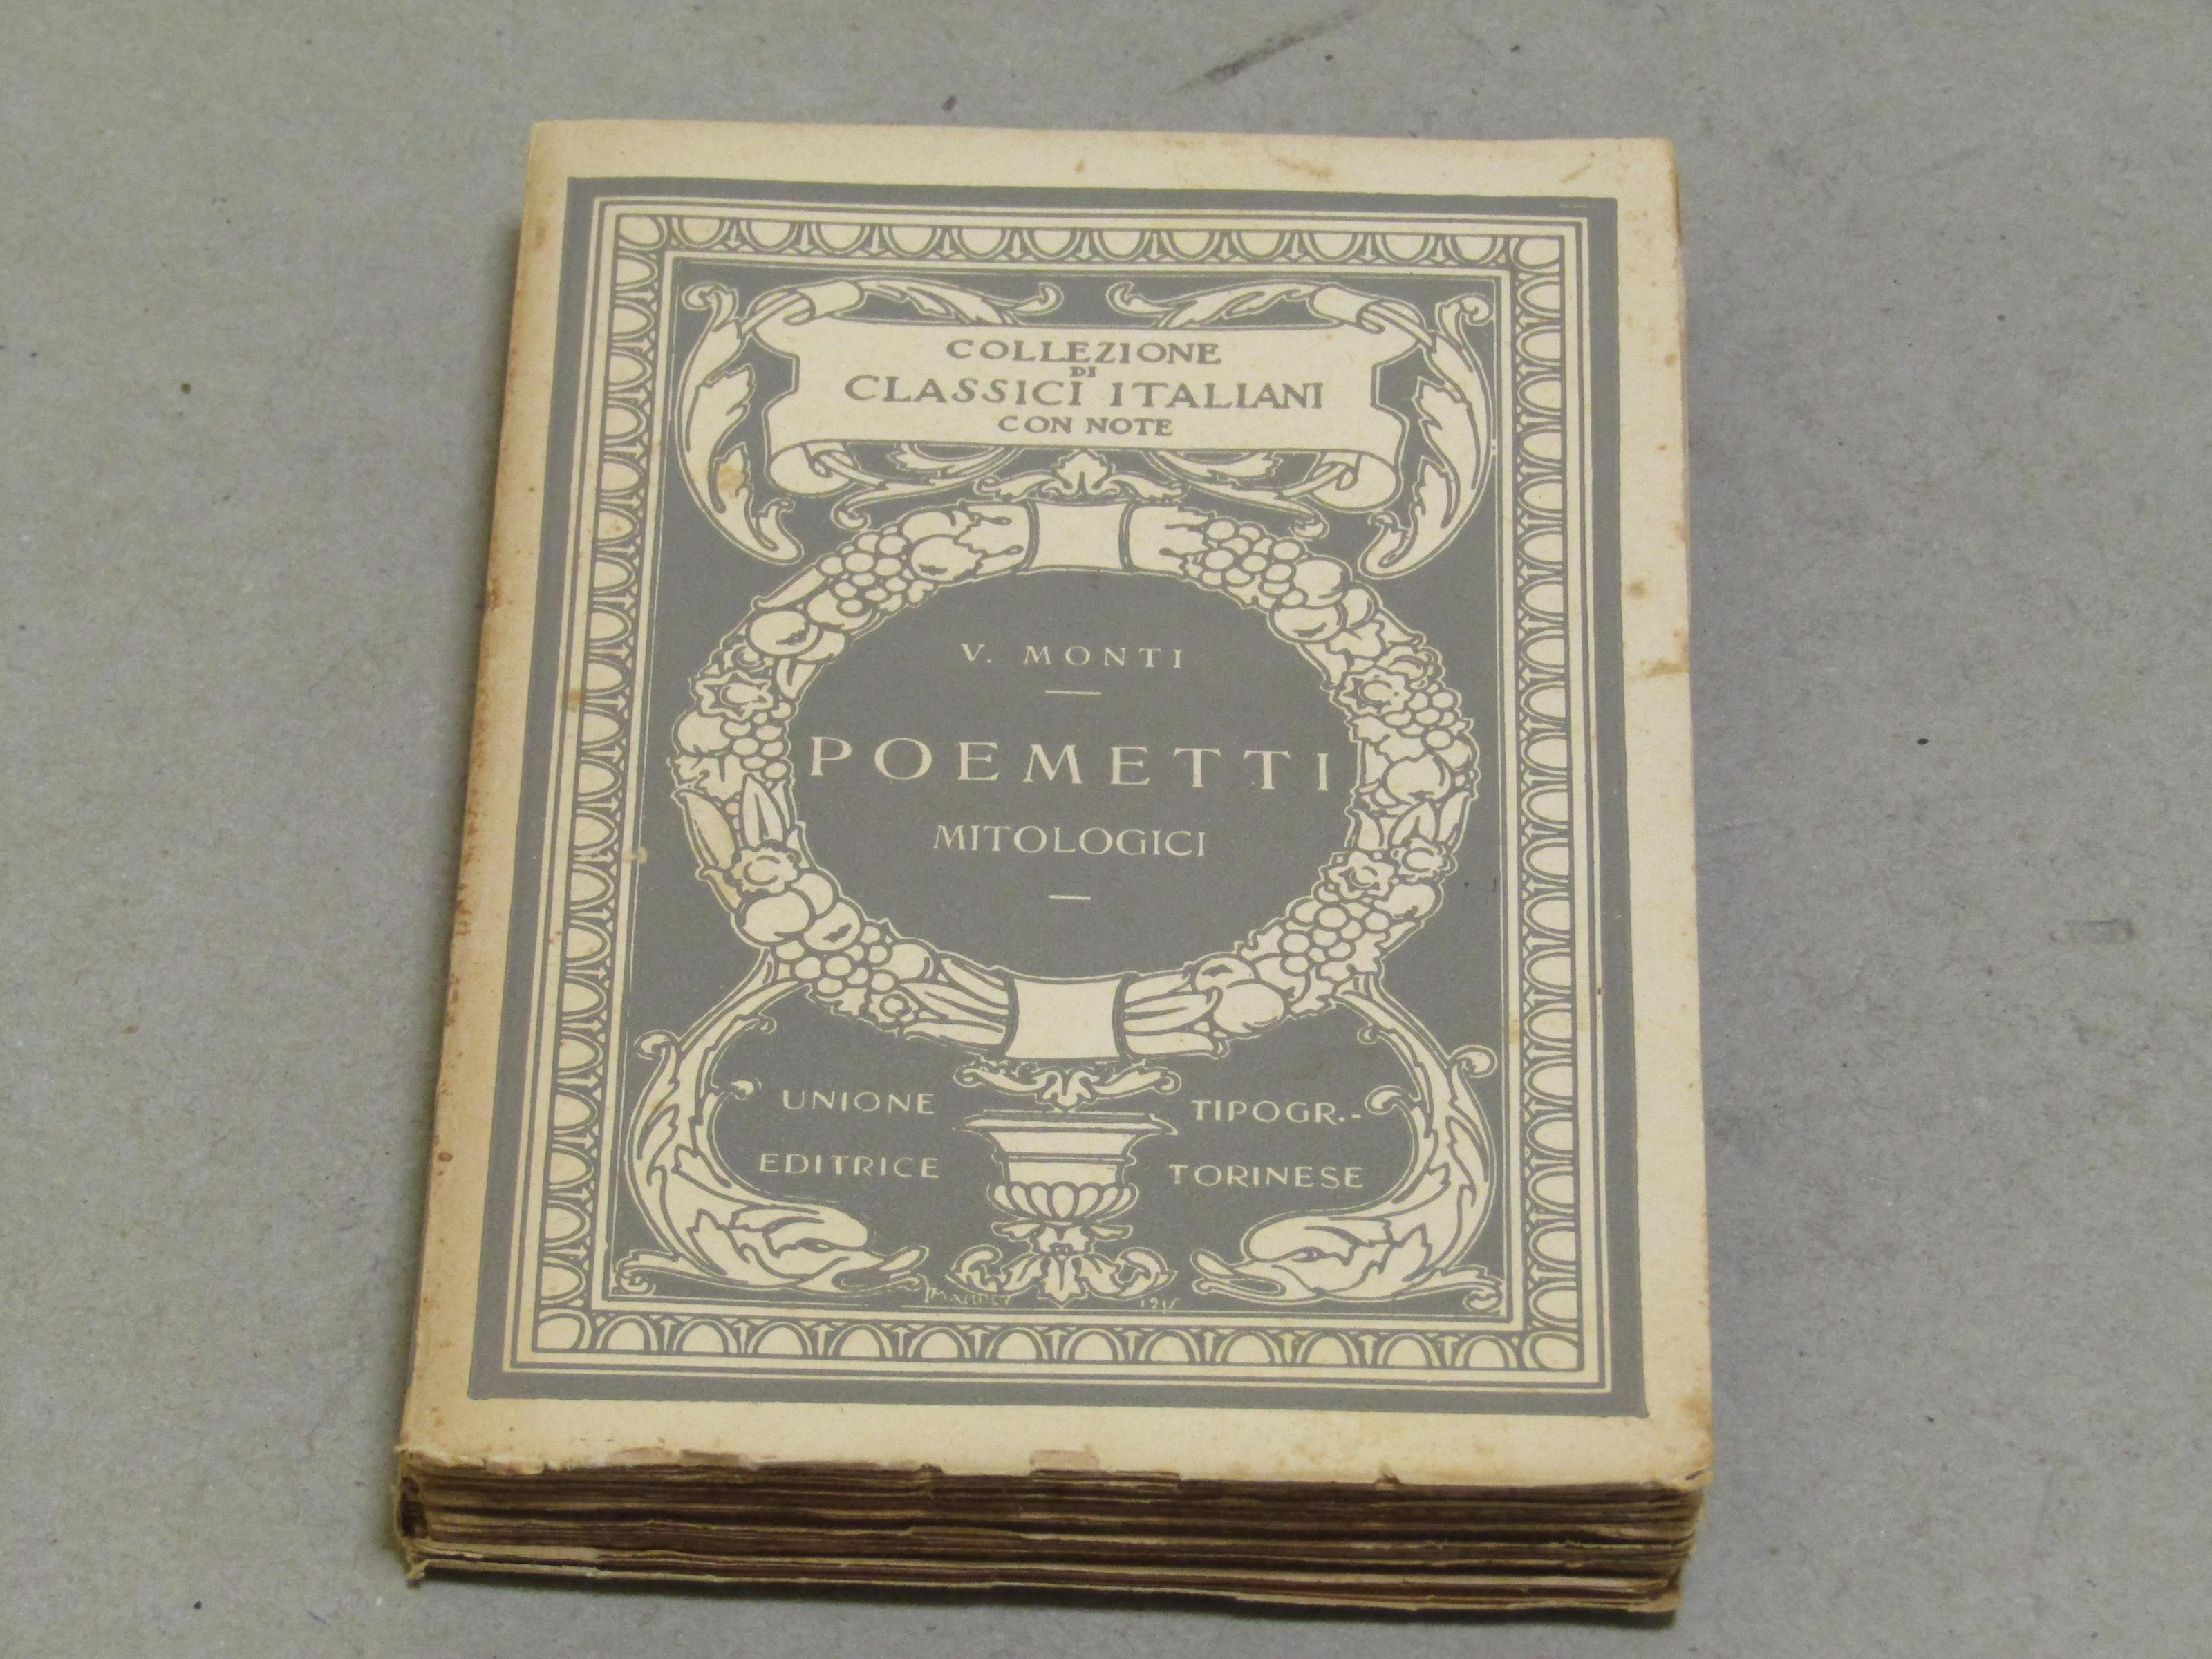 COLLEZIONE
DI
CLASSICI ITALIANI
CON NOTE
V. MONTI
POEMETTI
MITOLOGICI
UNIONE TIPOGR.-
EDITRICE TORINESE